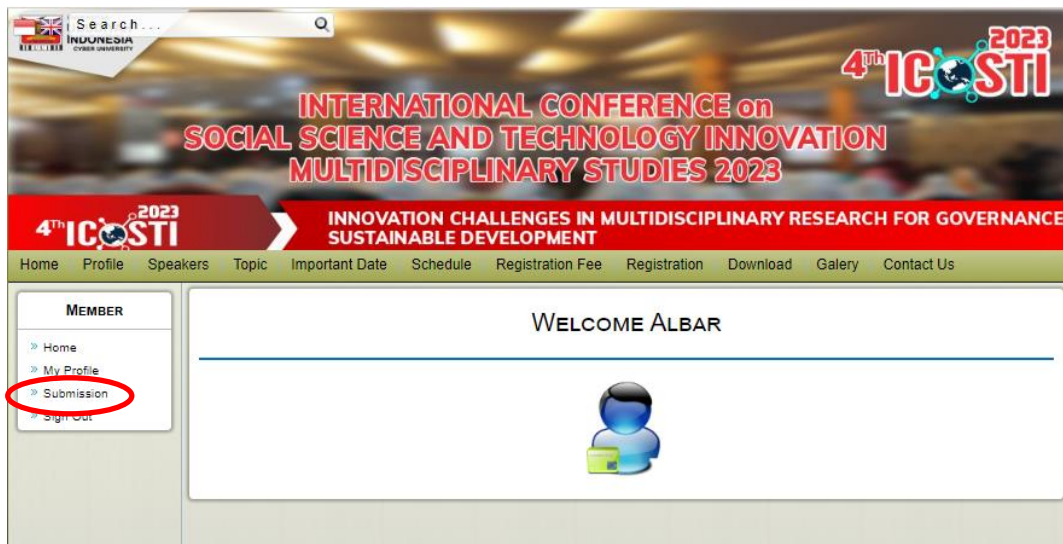 Search...
INDONESIA
CYBER UNIVERSITY
4Th ICOSTI 2023
INTERNATIONAL CONFERENCE on
SOCIAL SCIENCE AND TECHNOLOGY INNOVATION
MULTIDISCIPLINARY STUDIES 2023
4Th ICOSTI 2023
INNOVATION CHALLENGES IN MULTIDISCIPLINARY RESEARCH FOR GOVERNANCE
SUSTAINABLE DEVELOPMENT
Home Profile Speakers Topic Important Date Schedule Registration Fee Registration Download Galery Contact Us
MEMBER
» Home
» My Profile
» Submission
» Sign Out
WELCOME ALBAR